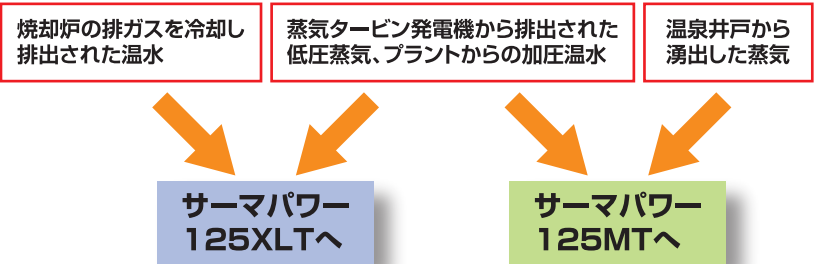 焼却炉の排ガスを冷却し
排出された温水
蒸気タービン発電機から排出された
低圧蒸気、プラントからの加圧温水
温泉井戸から
湧出した蒸気
サーマパワー
125XLTへ
サーマパワー
125MTへ